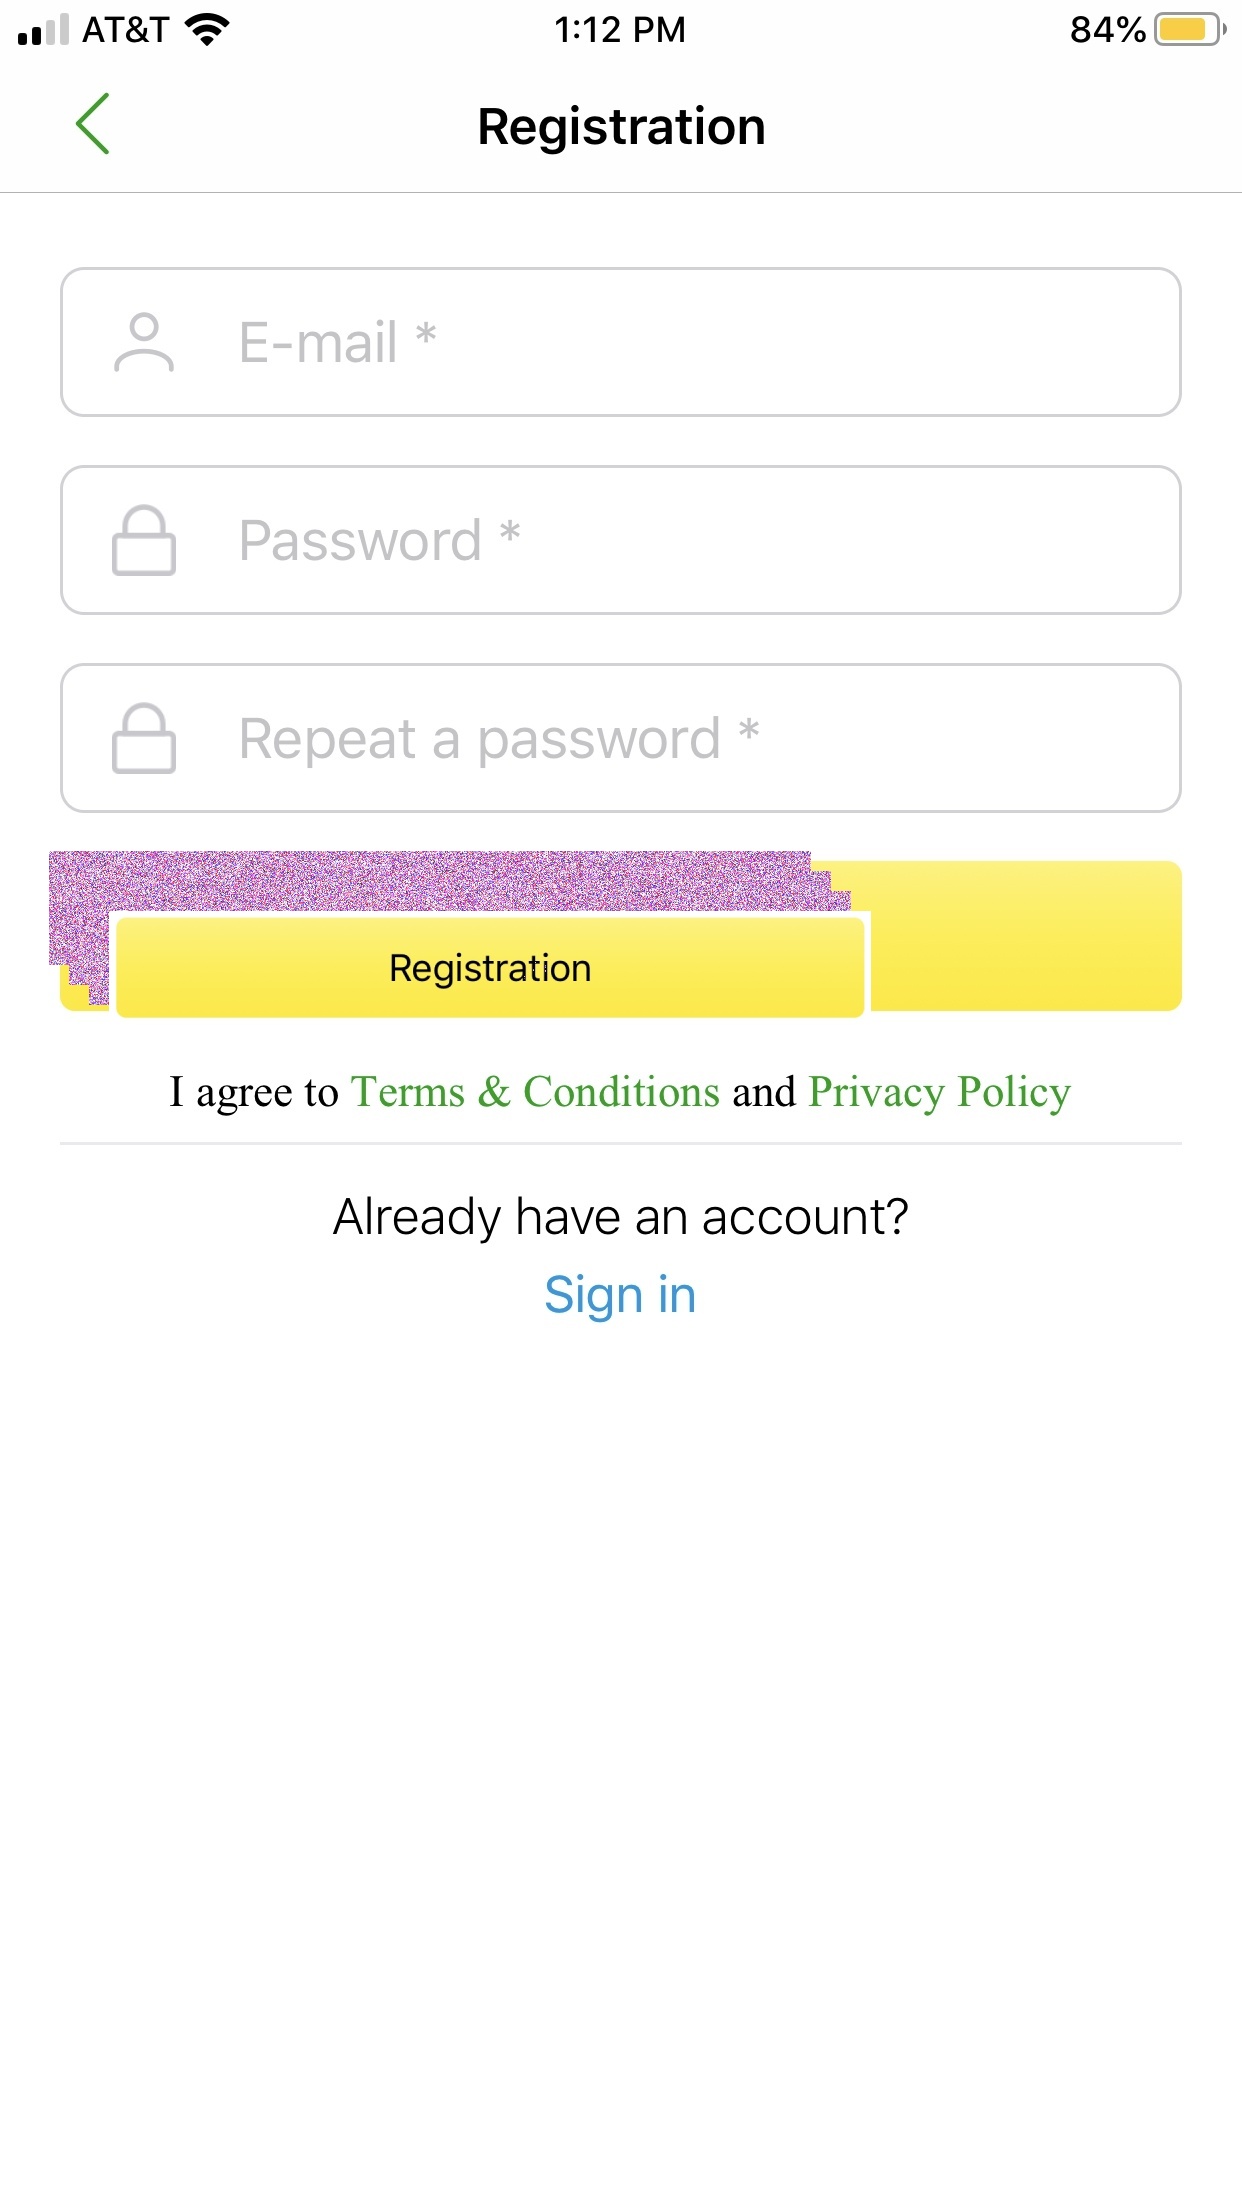 AT&T 1:12 PM 84%
Registration
E-mail *
Password *
Repeat a password *
Registration
I agree to Terms & Conditions and Privacy Policy
Already have an account?
Sign in